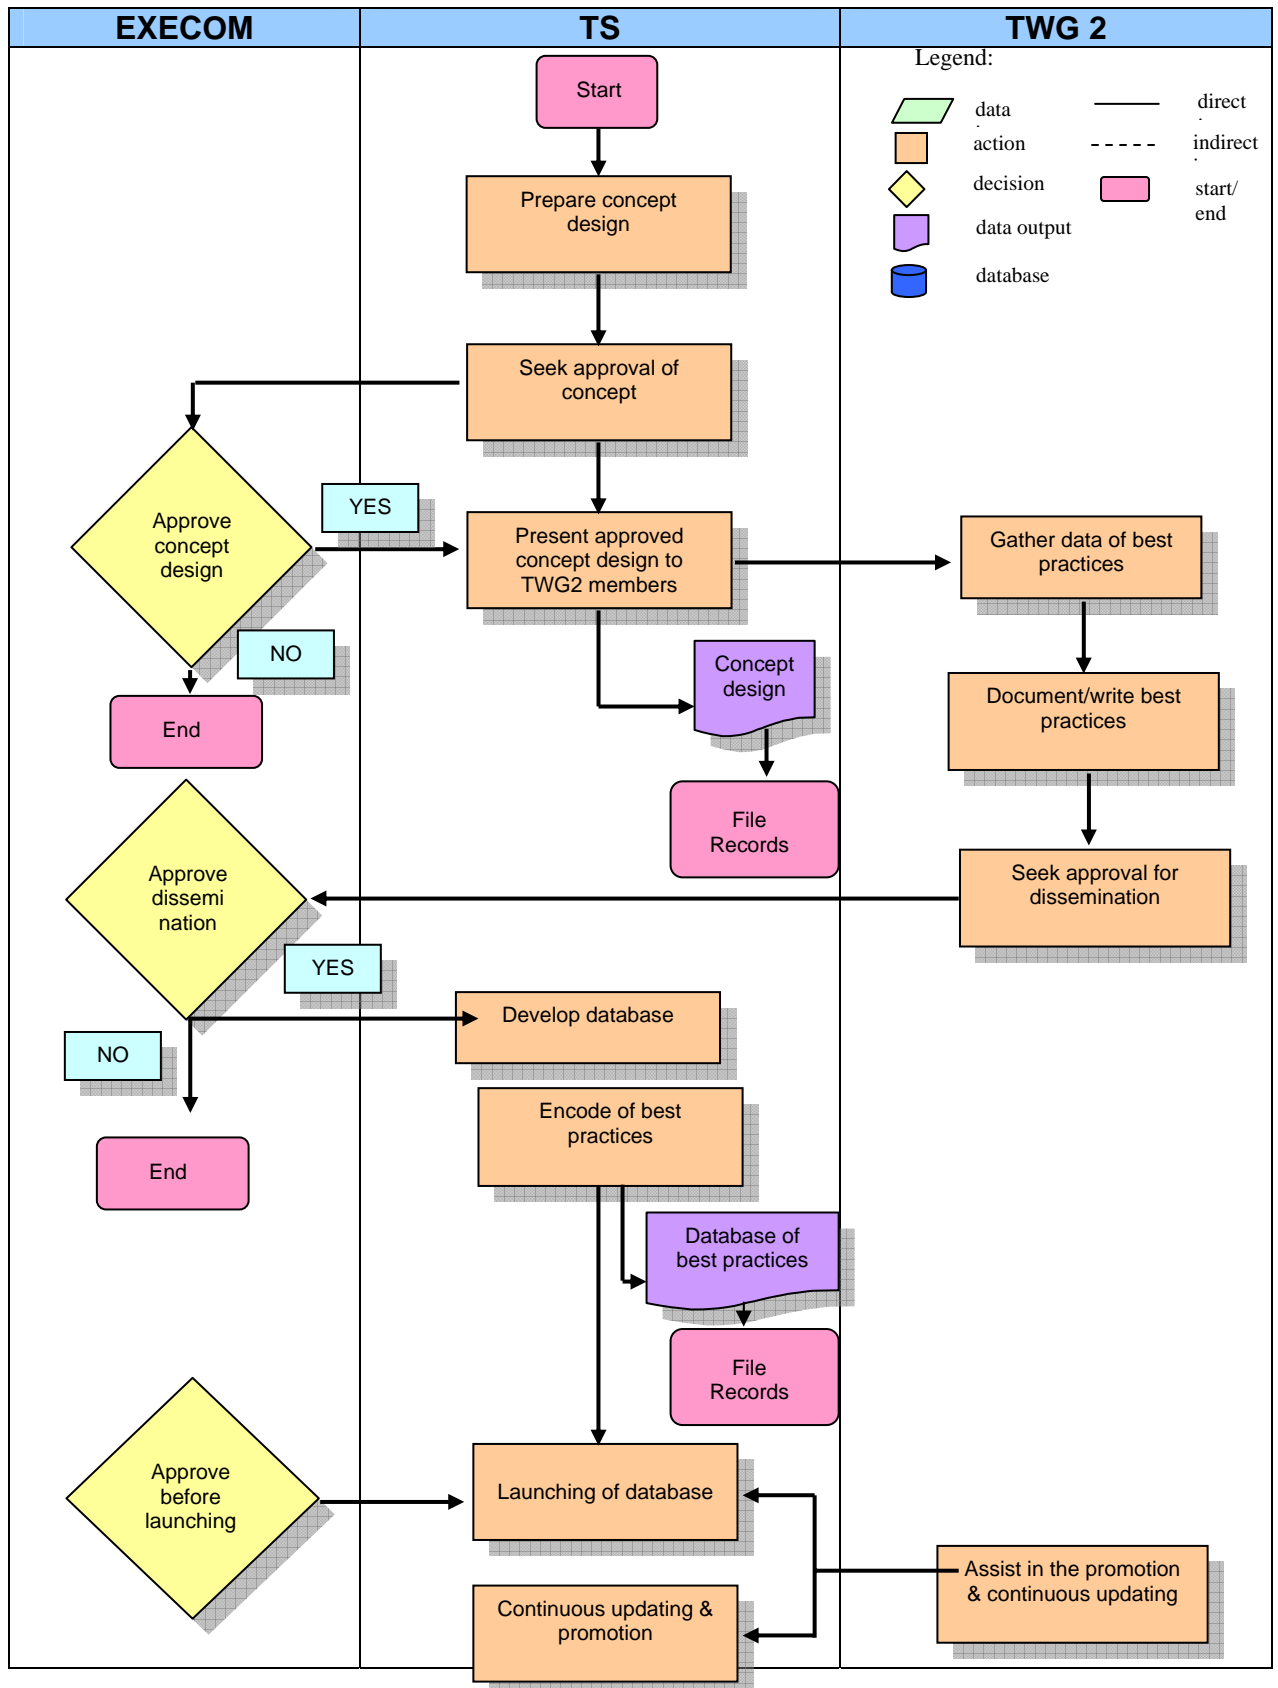 EXECOM
TS
TWG 2
Legend:
data
action
decision
data output
database
direct
indirect
start/
end
Start
Prepare concept
design
Seek approval of
concept
Approve
concept
design
YES
NO
End
Present approved
concept design to
TWG2 members
Concept
design
File
Records
Gather data of best
practices
Document/write best
practices
Seek approval for
dissemination
Approve
dissemi
nation
YES
NO
End
Develop database
Encode of best
practices
Database of
best practices
File
Records
Approve
before
launching
Launching of database
Continuous updating &
promotion
Assist in the promotion
& continuous updating